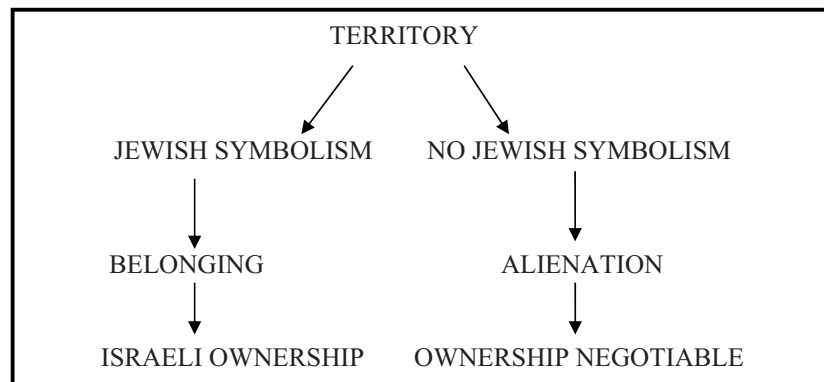 TERRITORY
JEWISH SYMBOLISM NO JEWISH SYMBOLISM
BELONGING ALIENATION
ISRAELI OWNERSHIP OWNERSHIP NEGOTIABLE